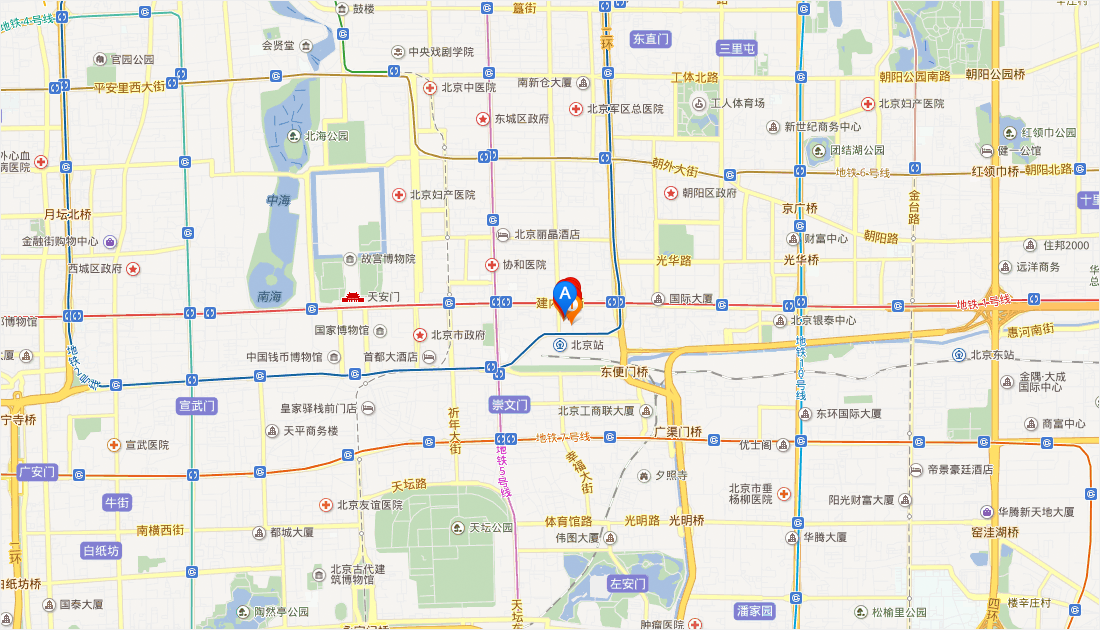 地铁4号线
鼓楼
簋街
二环
东直门
三里屯
辛庄村
会贤堂
中央戏剧学院
官园公园
平安里西大街
北京中医院
南新仓大厦
工体北路
朝阳公园南路
朝阳公园桥
北京军区总医院
工人体育场
北京妇产医院
东城区政府
新世纪商务中心
红领巾公园
北海公园
团结湖公园
健一公馆
外心血
病医院
朝外大街
地铁6号线
红领巾桥
朝阳北路
北京妇产医院
朝阳区政府
金台路
十里
中海
月坛北桥
京广桥
金融街购物中心
北京丽晶酒店
财富中心
朝阳路
住邦2000
西城区政府
故宫博物院
协和医院
光华路
光华桥
远洋商务
南海
天安门
A
建内
国际大厦
地铁1号线
华
总
都博物馆
国家博物馆
北京市政府
北京银泰中心
惠河南街
大厦
地铁2号线
中国钱币博物馆
首都大酒店
北京站
地铁10号线
北京东站
东便门桥
金隅·大成
国际中心
宣武门
皇家驿栈前门店
祈年大街
崇文门
北京工商联大厦
东环国际大厦
宁寺桥
天平商务楼
地铁7号线
广渠门桥
商富中心
宣武医院
优士阁
广安门
地铁5号线
幸福大街
夕照寺
帝景豪廷酒店
牛街
天坛路
北京市垂
杨柳医院
阳光财富大厦
北京友谊医院
华腾新天地大厦
南横西街
都城大厦
天坛公园
体育馆路
光明路
光明桥
窑洼湖桥
白纸坊
二环
伟图大厦
华腾大厦
北京古代建
筑博物馆
白纸坊桥
左安门
国泰大厦
陶然亭公园
天坛东
潘家园
松榆里公园
四环
楼辛庄村
永定门桥
肿瘤医院